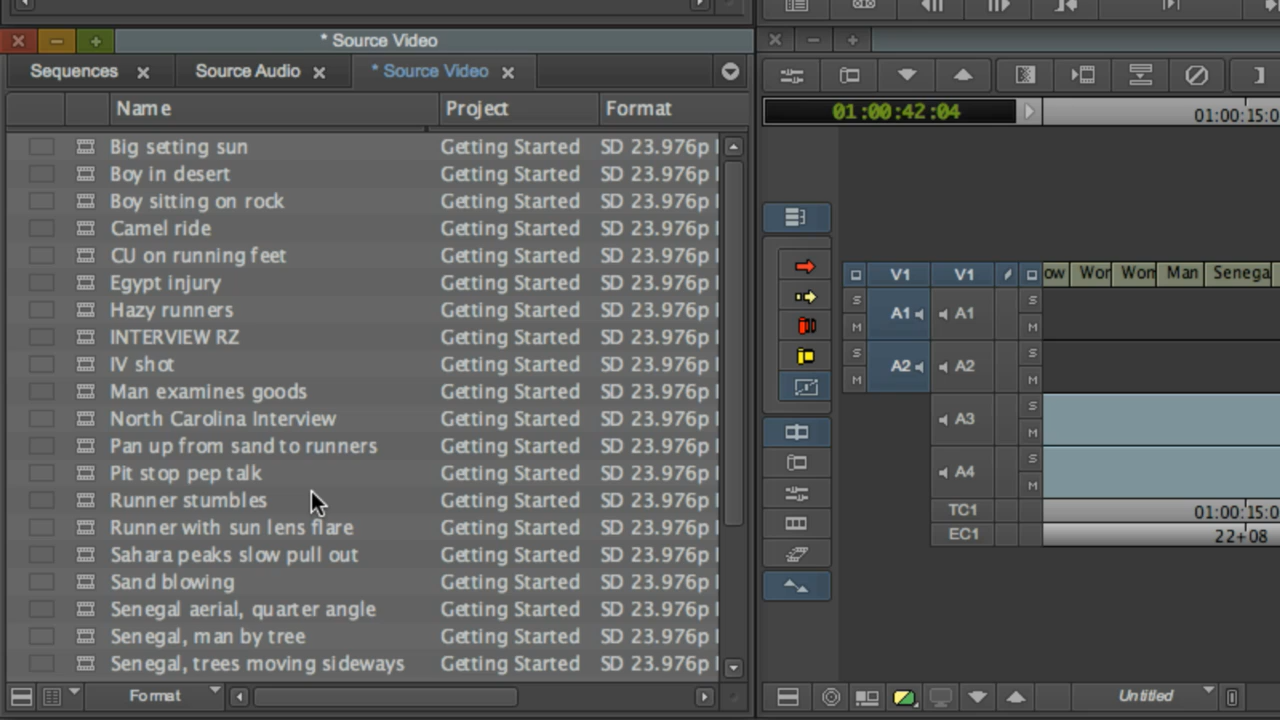 * Source Video
Sequences
Source Audio
* Source Video
Name Project Format
Big setting sun Getting Started SD 23.976p
Boy in desert Getting Started SD 23.976p
Boy sitting on rock Getting Started SD 23.976p
Camel ride Getting Started SD 23.976p
CU on running feet Getting Started SD 23.976p
Egypt injury Getting Started SD 23.976p
Hazy runners Getting Started SD 23.976p
INTERVIEW RZ Getting Started SD 23.976p
IV shot Getting Started SD 23.976p
Man examines goods Getting Started SD 23.976p
North Carolina Interview Getting Started SD 23.976p
Pan up from sand to runners Getting Started SD 23.976p
Pit stop pep talk Getting Started SD 23.976p
Runner stumbles Getting Started SD 23.976p
Runner with sun lens flare Getting Started SD 23.976p
Sahara peaks slow pull out Getting Started SD 23.976p
Sand blowing Getting Started SD 23.976p
Senegal aerial, quarter angle Getting Started SD 23.976p
Senegal, man by tree Getting Started SD 23.976p
Senegal, trees moving sideways Getting Started SD 23.976p
Format
01:00:42:04
01:00:15:0
V1 V1 ow Wor Wom Man Senega
S
A1 A1
M M
S S
A2 A2
M M
S
A3
M
S
A4
M
TC1 01:00:15:0
EC1 22+08
Untitled